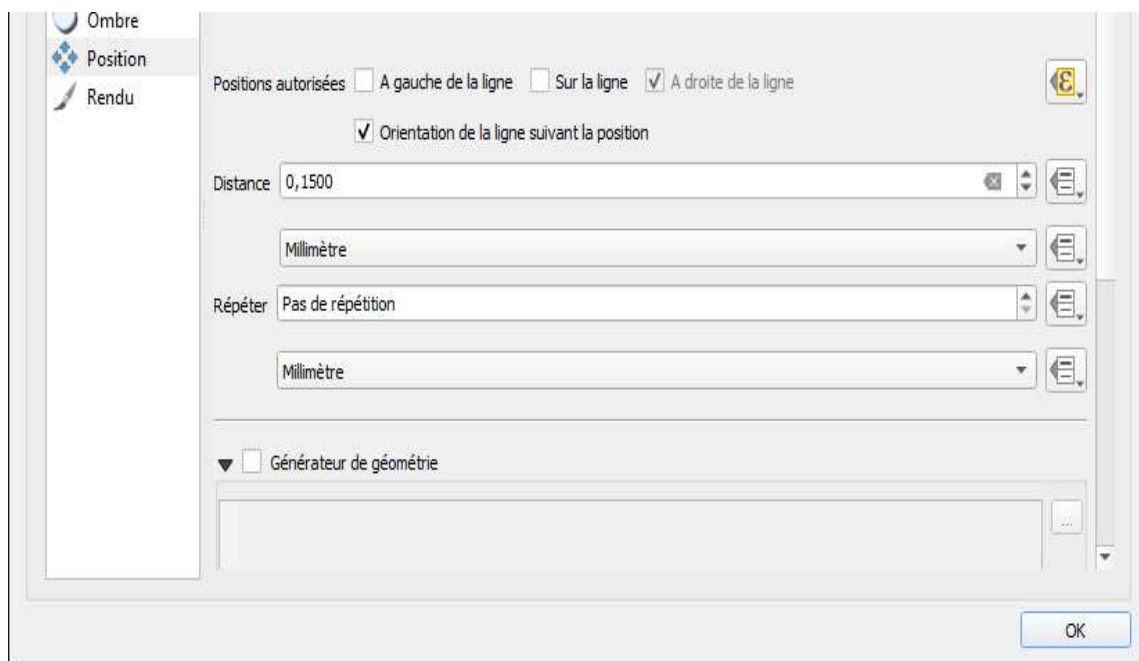 Ombre
Position
Rendu
Positions autorisées A gauche de la ligne Sur la ligne A droite de la ligne
Orientation de la ligne suivant la position
Distance 0,1500
Millimètre
Répéter Pas de répétition
Millimètre
Générateur de géométrie
...
OK